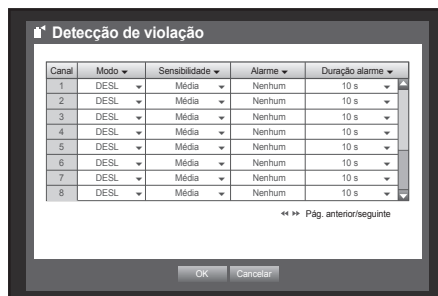 Detecção de violação
Canal Modo Sensibilidade Alarme Duração alarme
1 DESL Média Nenhum 10 s
2 DESL Média Nenhum 10 s
3 DESL Média Nenhum 10 s
4 DESL Média Nenhum 10 s
5 DESL Média Nenhum 10 s
6 DESL Média Nenhum 10 s
7 DESL Média Nenhum 10 s
8 DESL Média Nenhum 10 s
Pág. anterior/seguinte
OK Cancelar